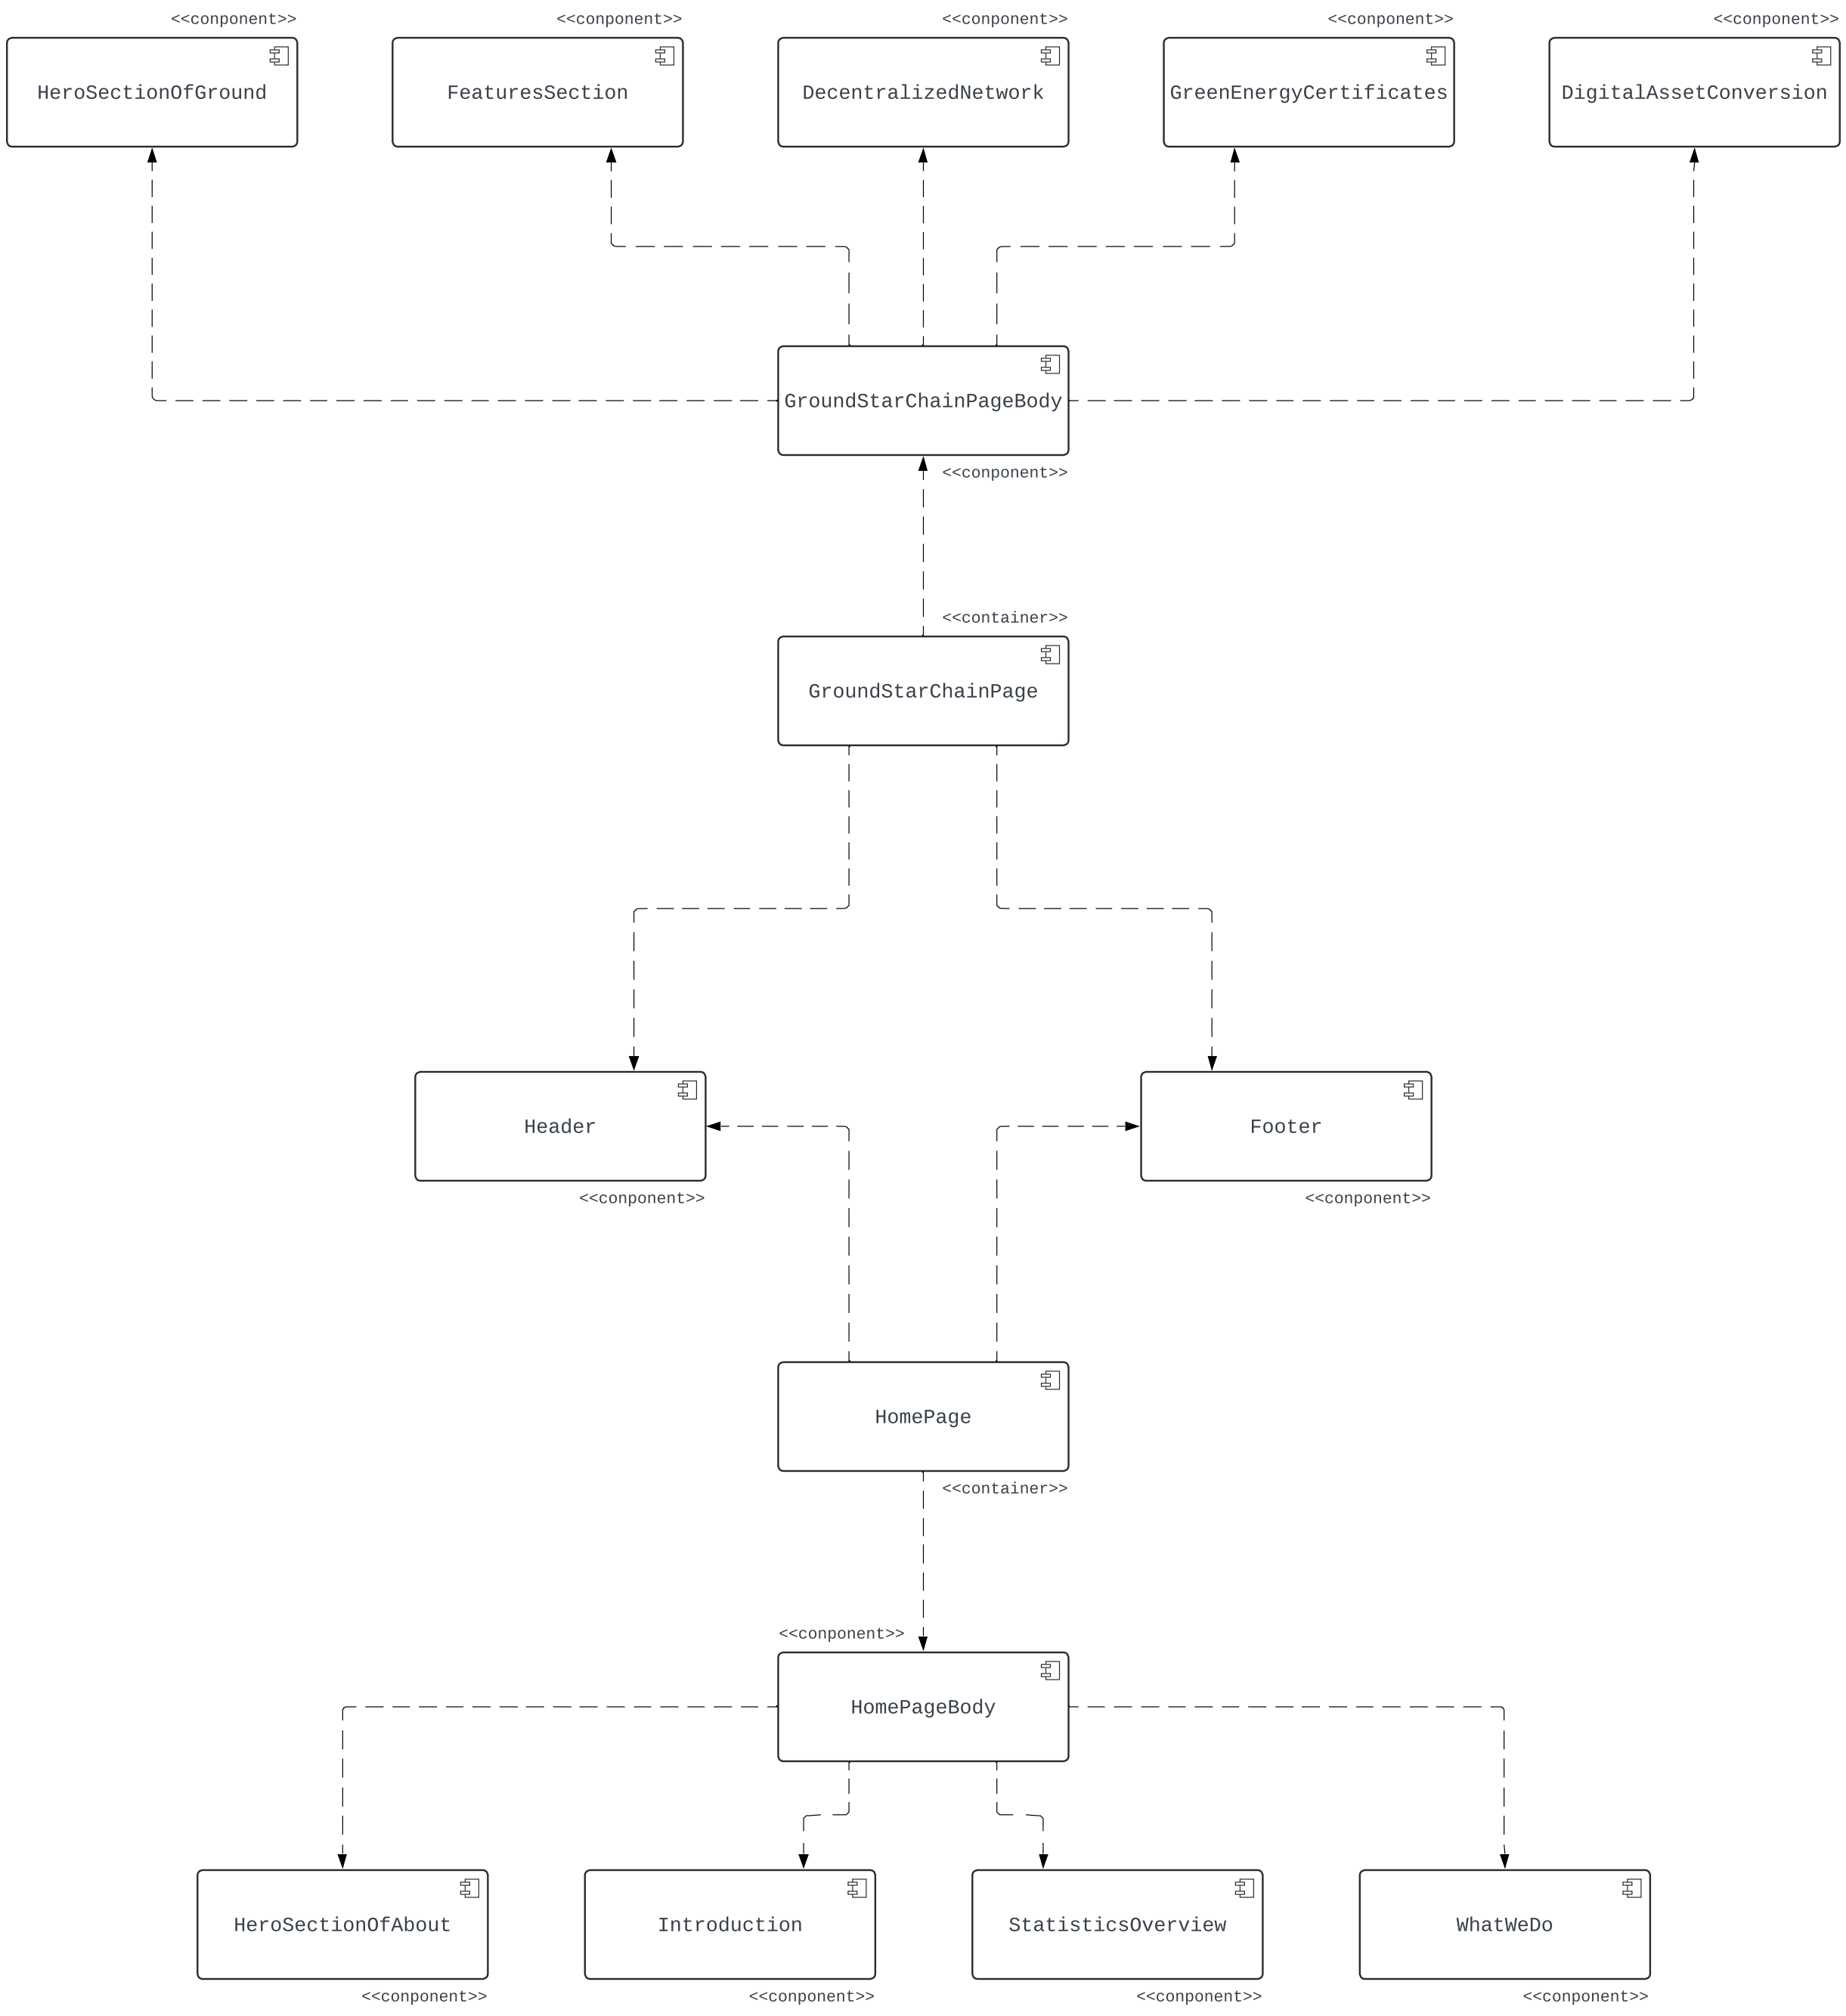 <<conponent>>
<<conponent>>
<<conponent>>
<<conponent>>
<<conponent>>
HeroSectionOfGround
FeaturesSection
DecentralizedNetwork
GreenEnergyCertificates
DigitalAssetConversion
GroundStarChainPageBody
<<conponent>>
<<container>>
GroundStarChainPage
Header
Footer
<<conponent>>
<<conponent>>
HomePage
<<container>>
<<conponent>>
HomePageBody
HeroSectionOfAbout
Introduction
StatisticsOverview
WhatWeDo
<<conponent>>
<<conponent>>
<<conponent>>
<<conponent>>